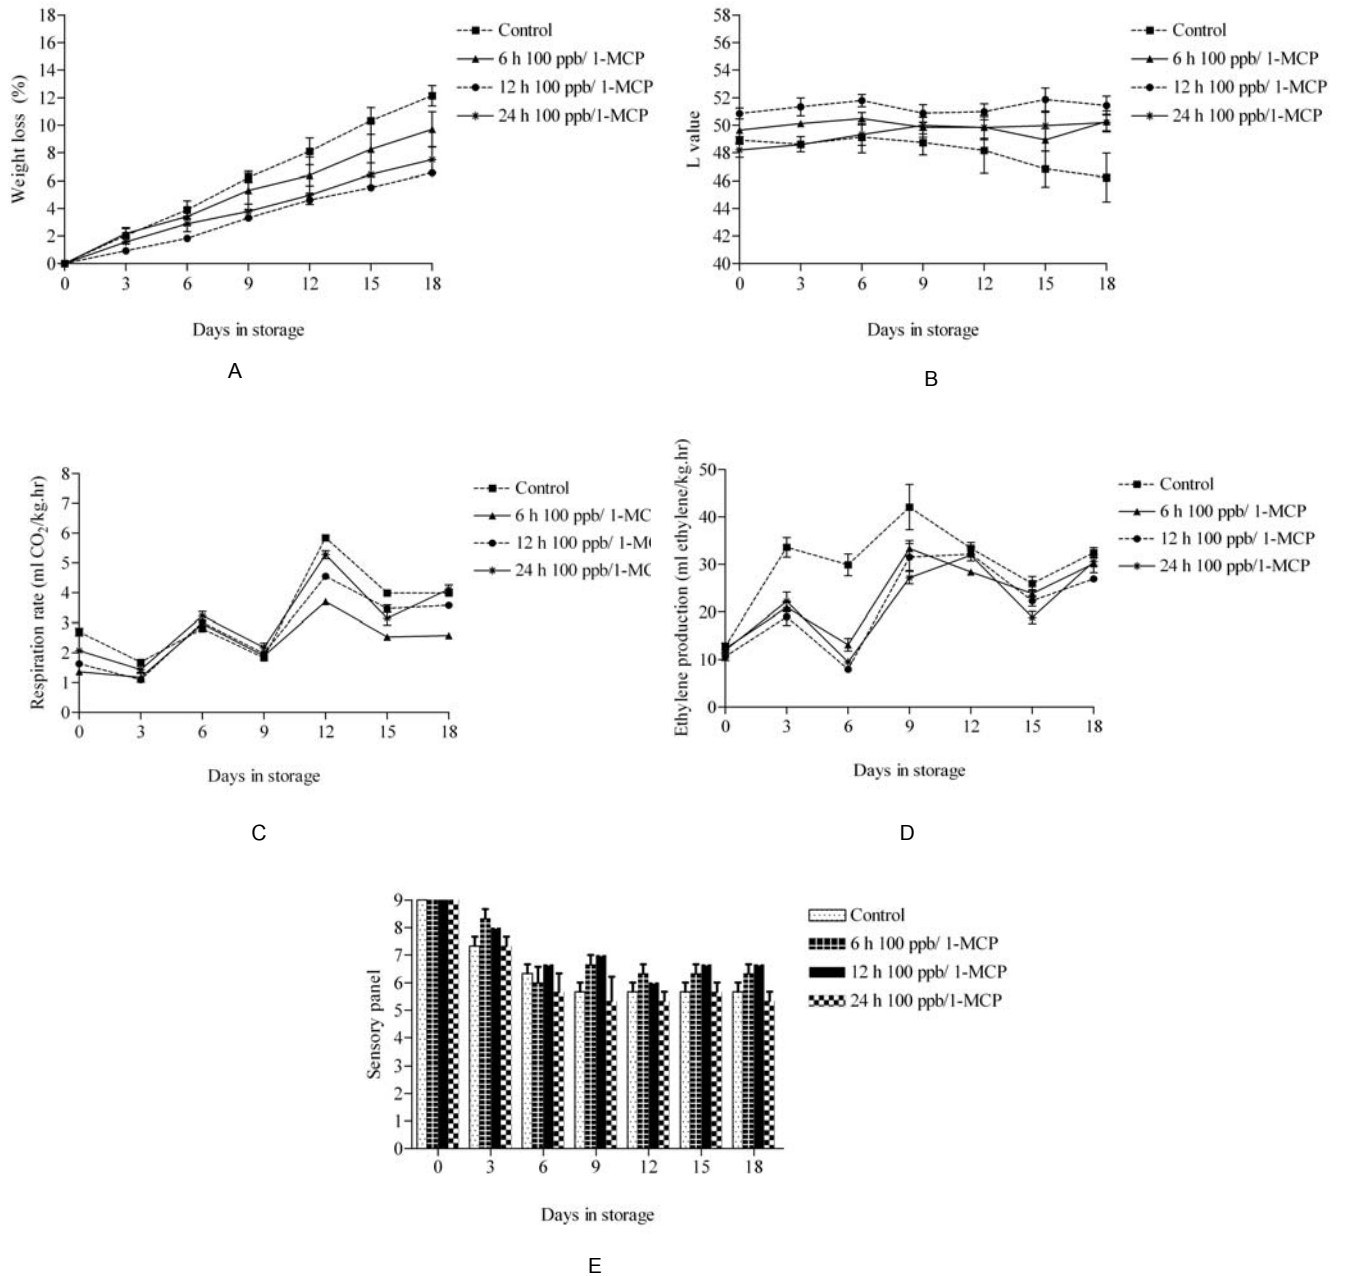 18
16
14
12
10
8
6
4
2
0
Weight loss (%)
0 3 6 9 12 15 18
Days in storage
Control
6 h 100 ppb/ 1-MCP
12 h 100 ppb/ 1-MCP
24 h 100 ppb/1-MCP
A
58
56
54
52
50
48
46
44
42
40
L value
0 3 6 9 12 15 18
Days in storage
Control
6 h 100 ppb/ 1-MCP
12 h 100 ppb/ 1-MCP
24 h 100 ppb/1-MCP
B
8
7
6
5
4
3
2
1
0
Respiration rate (ml CO₂/kg.hr)
0 3 6 9 12 15 18
Days in storage
Control
6 h 100 ppb/ 1-MC
12 h 100 ppb/ 1-M
24 h 100 ppb/1-MC
C
50
40
30
20
10
0
Ethylene production (ml ethylene/kg.hr)
0 3 6 9 12 15 18
Days in storage
Control
6 h 100 ppb/ 1-MCP
12 h 100 ppb/ 1-MCP
24 h 100 ppb/1-MCP
D
9
8
7
6
5
4
3
2
1
0
Sensory panel
0 3 6 9 12 15 18
Days in storage
Control
6 h 100 ppb/ 1-MCP
12 h 100 ppb/ 1-MCP
24 h 100 ppb/1-MCP
E